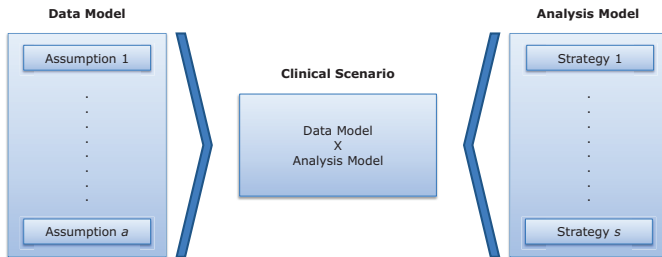 Data Model
Assumption 1
.
.
.
.
.
.
.
.
Assumption a
Clinical Scenario
Data Model
X
Analysis Model
Analysis Model
Strategy 1
.
.
.
.
.
.
.
.
Strategy s